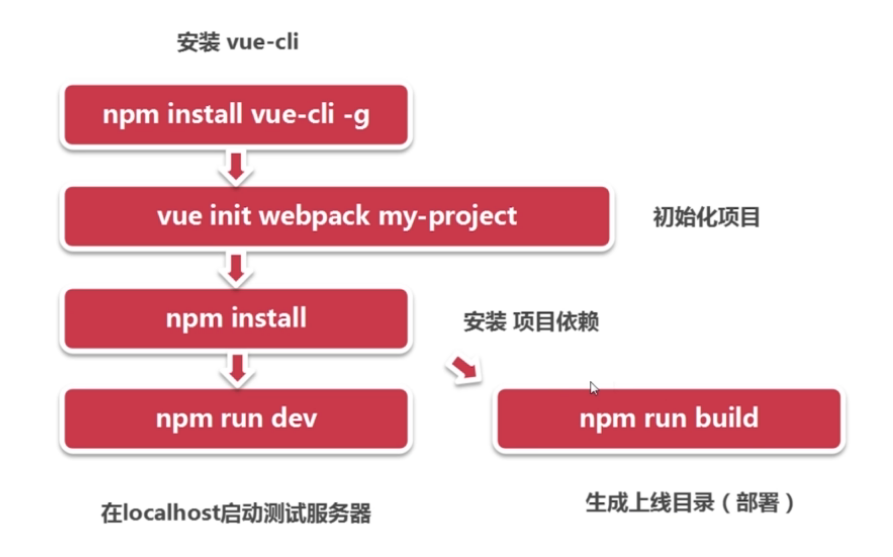 安装 vue-cli
npm install vue-cli -g
vue init webpack my-project
初始化项目
npm install
安装 项目依赖
npm run dev
npm run build
在localhost启动测试服务器
生成上线目录（部署）